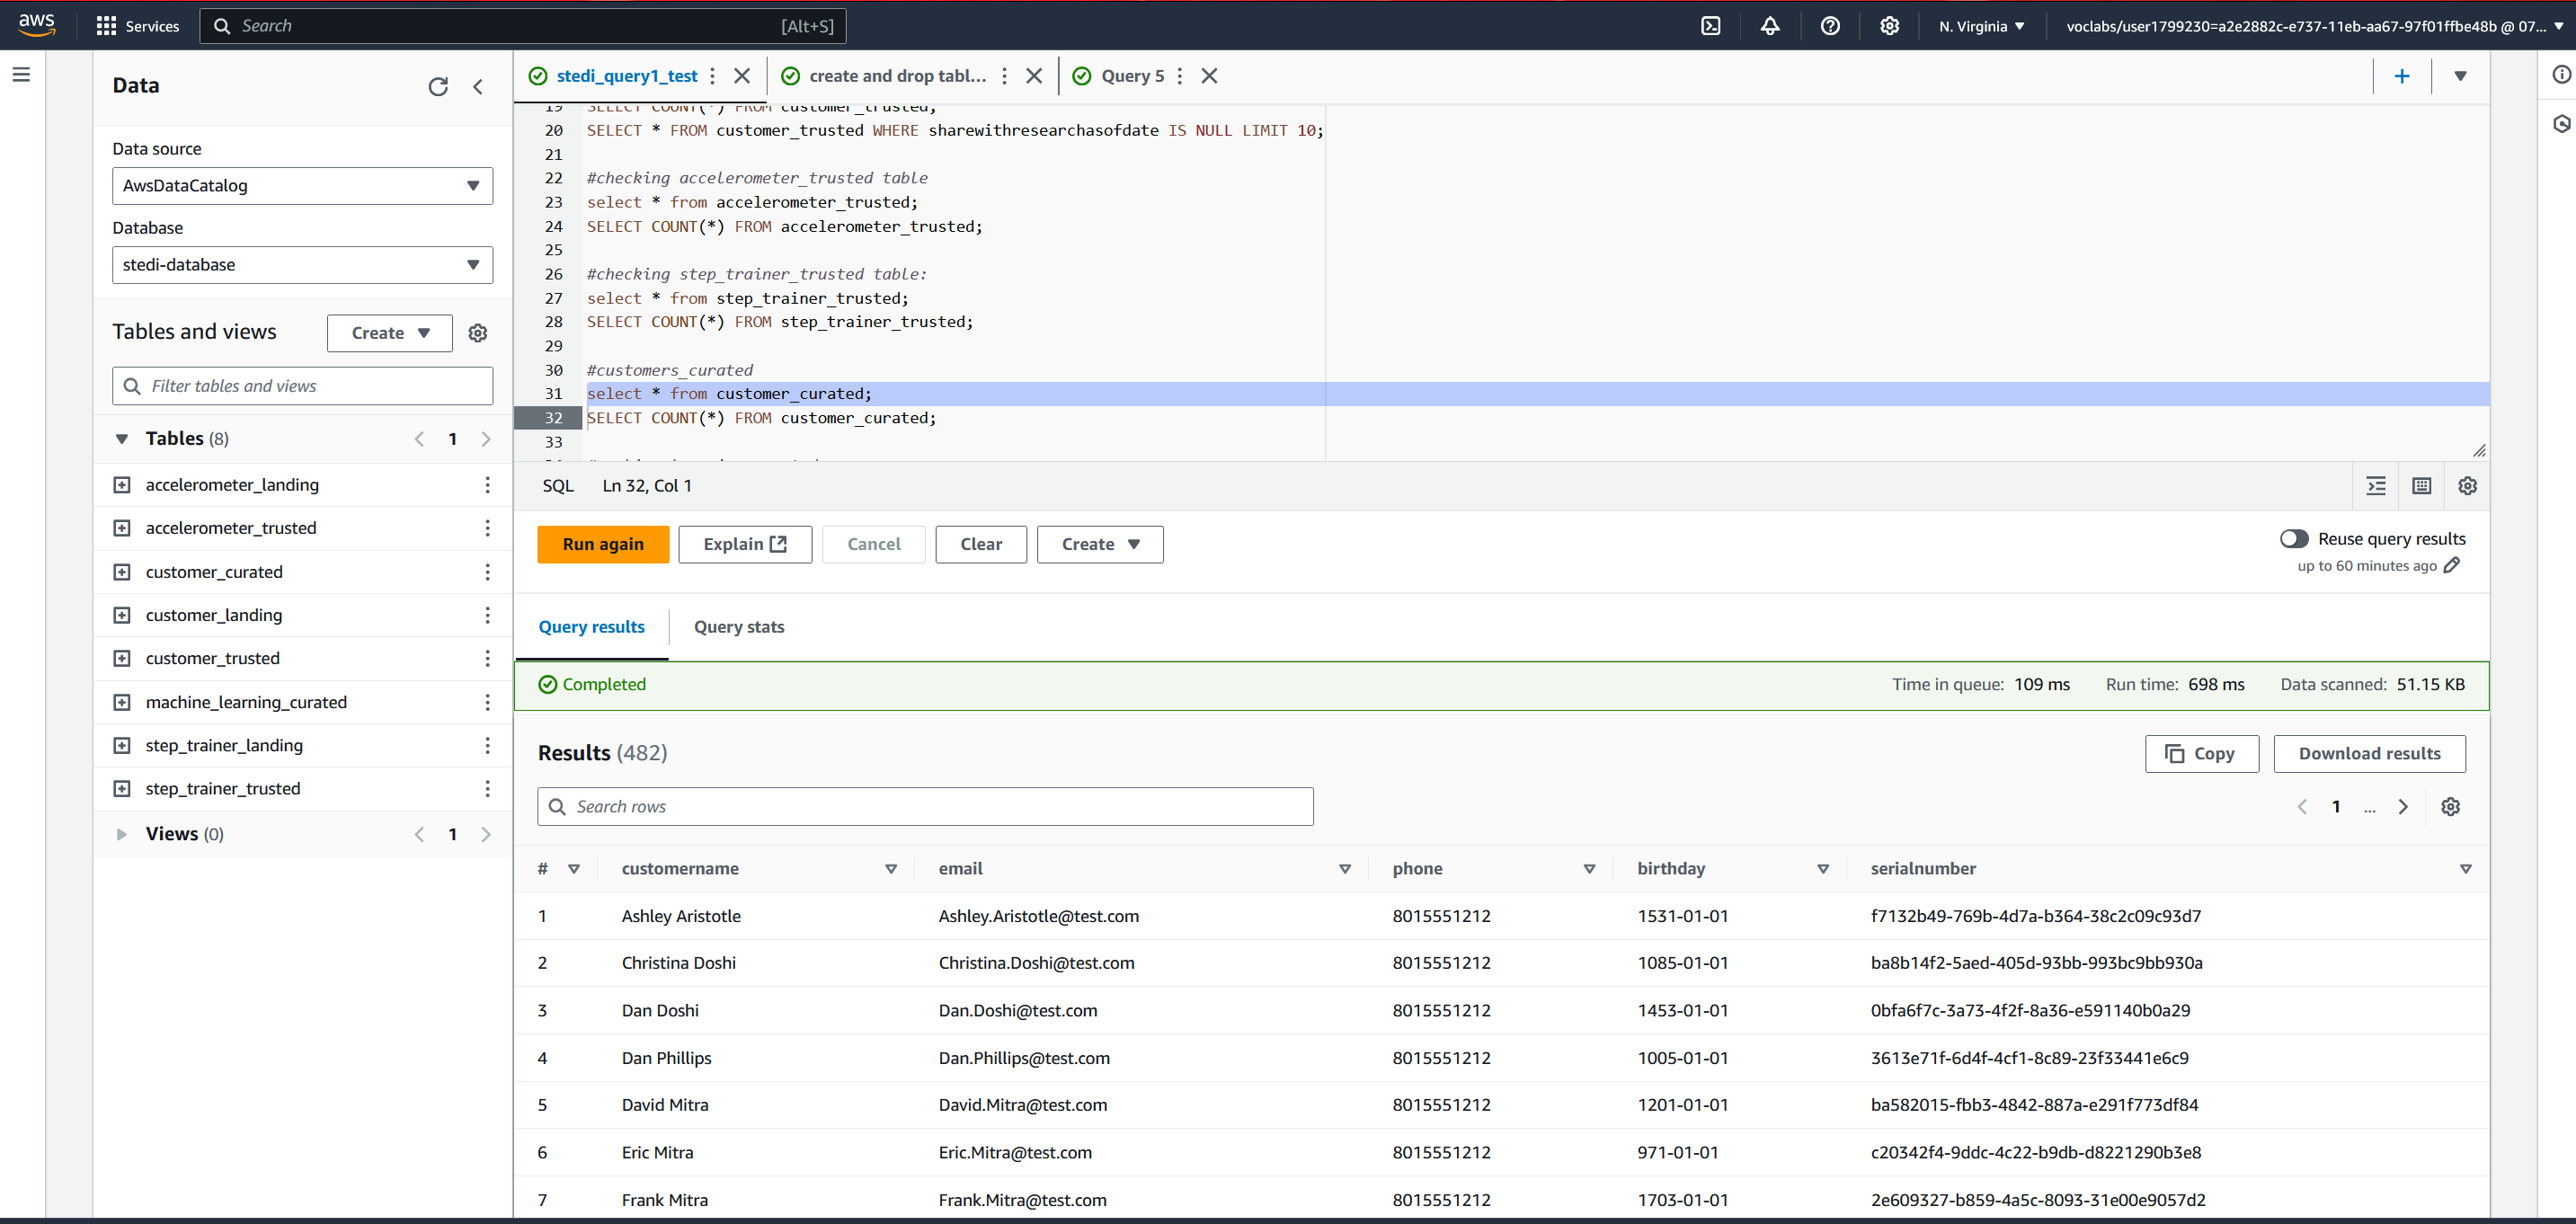 aws Services Search [Alt+S] N. Virginia voclabs/user1799230=a2e2882c-e737-11eb-aa67-97f01ffbe48b @ 07...
Data
Data source
AwsDataCatalog
Database
stedi-database
Tables and views Create
Filter tables and views
Tables (8) 1
accelerometer_landing
accelerometer_trusted
customer_curated
customer_landing
customer_trusted
machine_learning_curated
step_trainer_landing
step_trainer_trusted
Views (0) 1
stedi_query1_test create and drop tabl... Query 5
19 SELECT COUNT(*) FROM customer_trusted;
20 SELECT * FROM customer_trusted WHERE sharewithresearchasofdate IS NULL LIMIT 10;
21
22 #checking accelerometer_trusted table
23 select * from accelerometer_trusted;
24 SELECT COUNT(*) FROM accelerometer_trusted;
25
26 #checking step_trainer_trusted table:
27 select * from step_trainer_trusted;
28 SELECT COUNT(*) FROM step_trainer_trusted;
29
30 #customers_curated
31 select * from customer_curated;
32 SELECT COUNT(*) FROM customer_curated;
33
SQL Ln 32, Col 1
Run again Explain Cancel Clear Create
Reuse query results
up to 60 minutes ago
Query results Query stats
Completed Time in queue: 109 ms Run time: 698 ms Data scanned: 51.15 KB
Results (482) Copy Download results
Search rows 1 ...
# customername email phone birthday serialnumber
1 Ashley Aristotle Ashley.Aristotle@test.com 8015551212 1531-01-01 f7132b49-769b-4d7a-b364-38c2c09c93d7
2 Christina Doshi Christina.Doshi@test.com 8015551212 1085-01-01 ba8b14f2-5aed-405d-93bb-993bc9bb930a
3 Dan Doshi Dan.Doshi@test.com 8015551212 1453-01-01 0bfa6f7c-3a73-4f2f-8a36-e591140b0a29
4 Dan Phillips Dan.Phillips@test.com 8015551212 1005-01-01 3613e71f-6d4f-4cf1-8c89-23f33441e6c9
5 David Mitra David.Mitra@test.com 8015551212 1201-01-01 ba582015-fbb3-4842-887a-e291f773df84
6 Eric Mitra Eric.Mitra@test.com 8015551212 971-01-01 c20342f4-9ddc-4c22-b9db-d8221290b3e8
7 Frank Mitra Frank.Mitra@test.com 8015551212 1703-01-01 2e609327-b859-4a5c-8093-31e00e9057d2